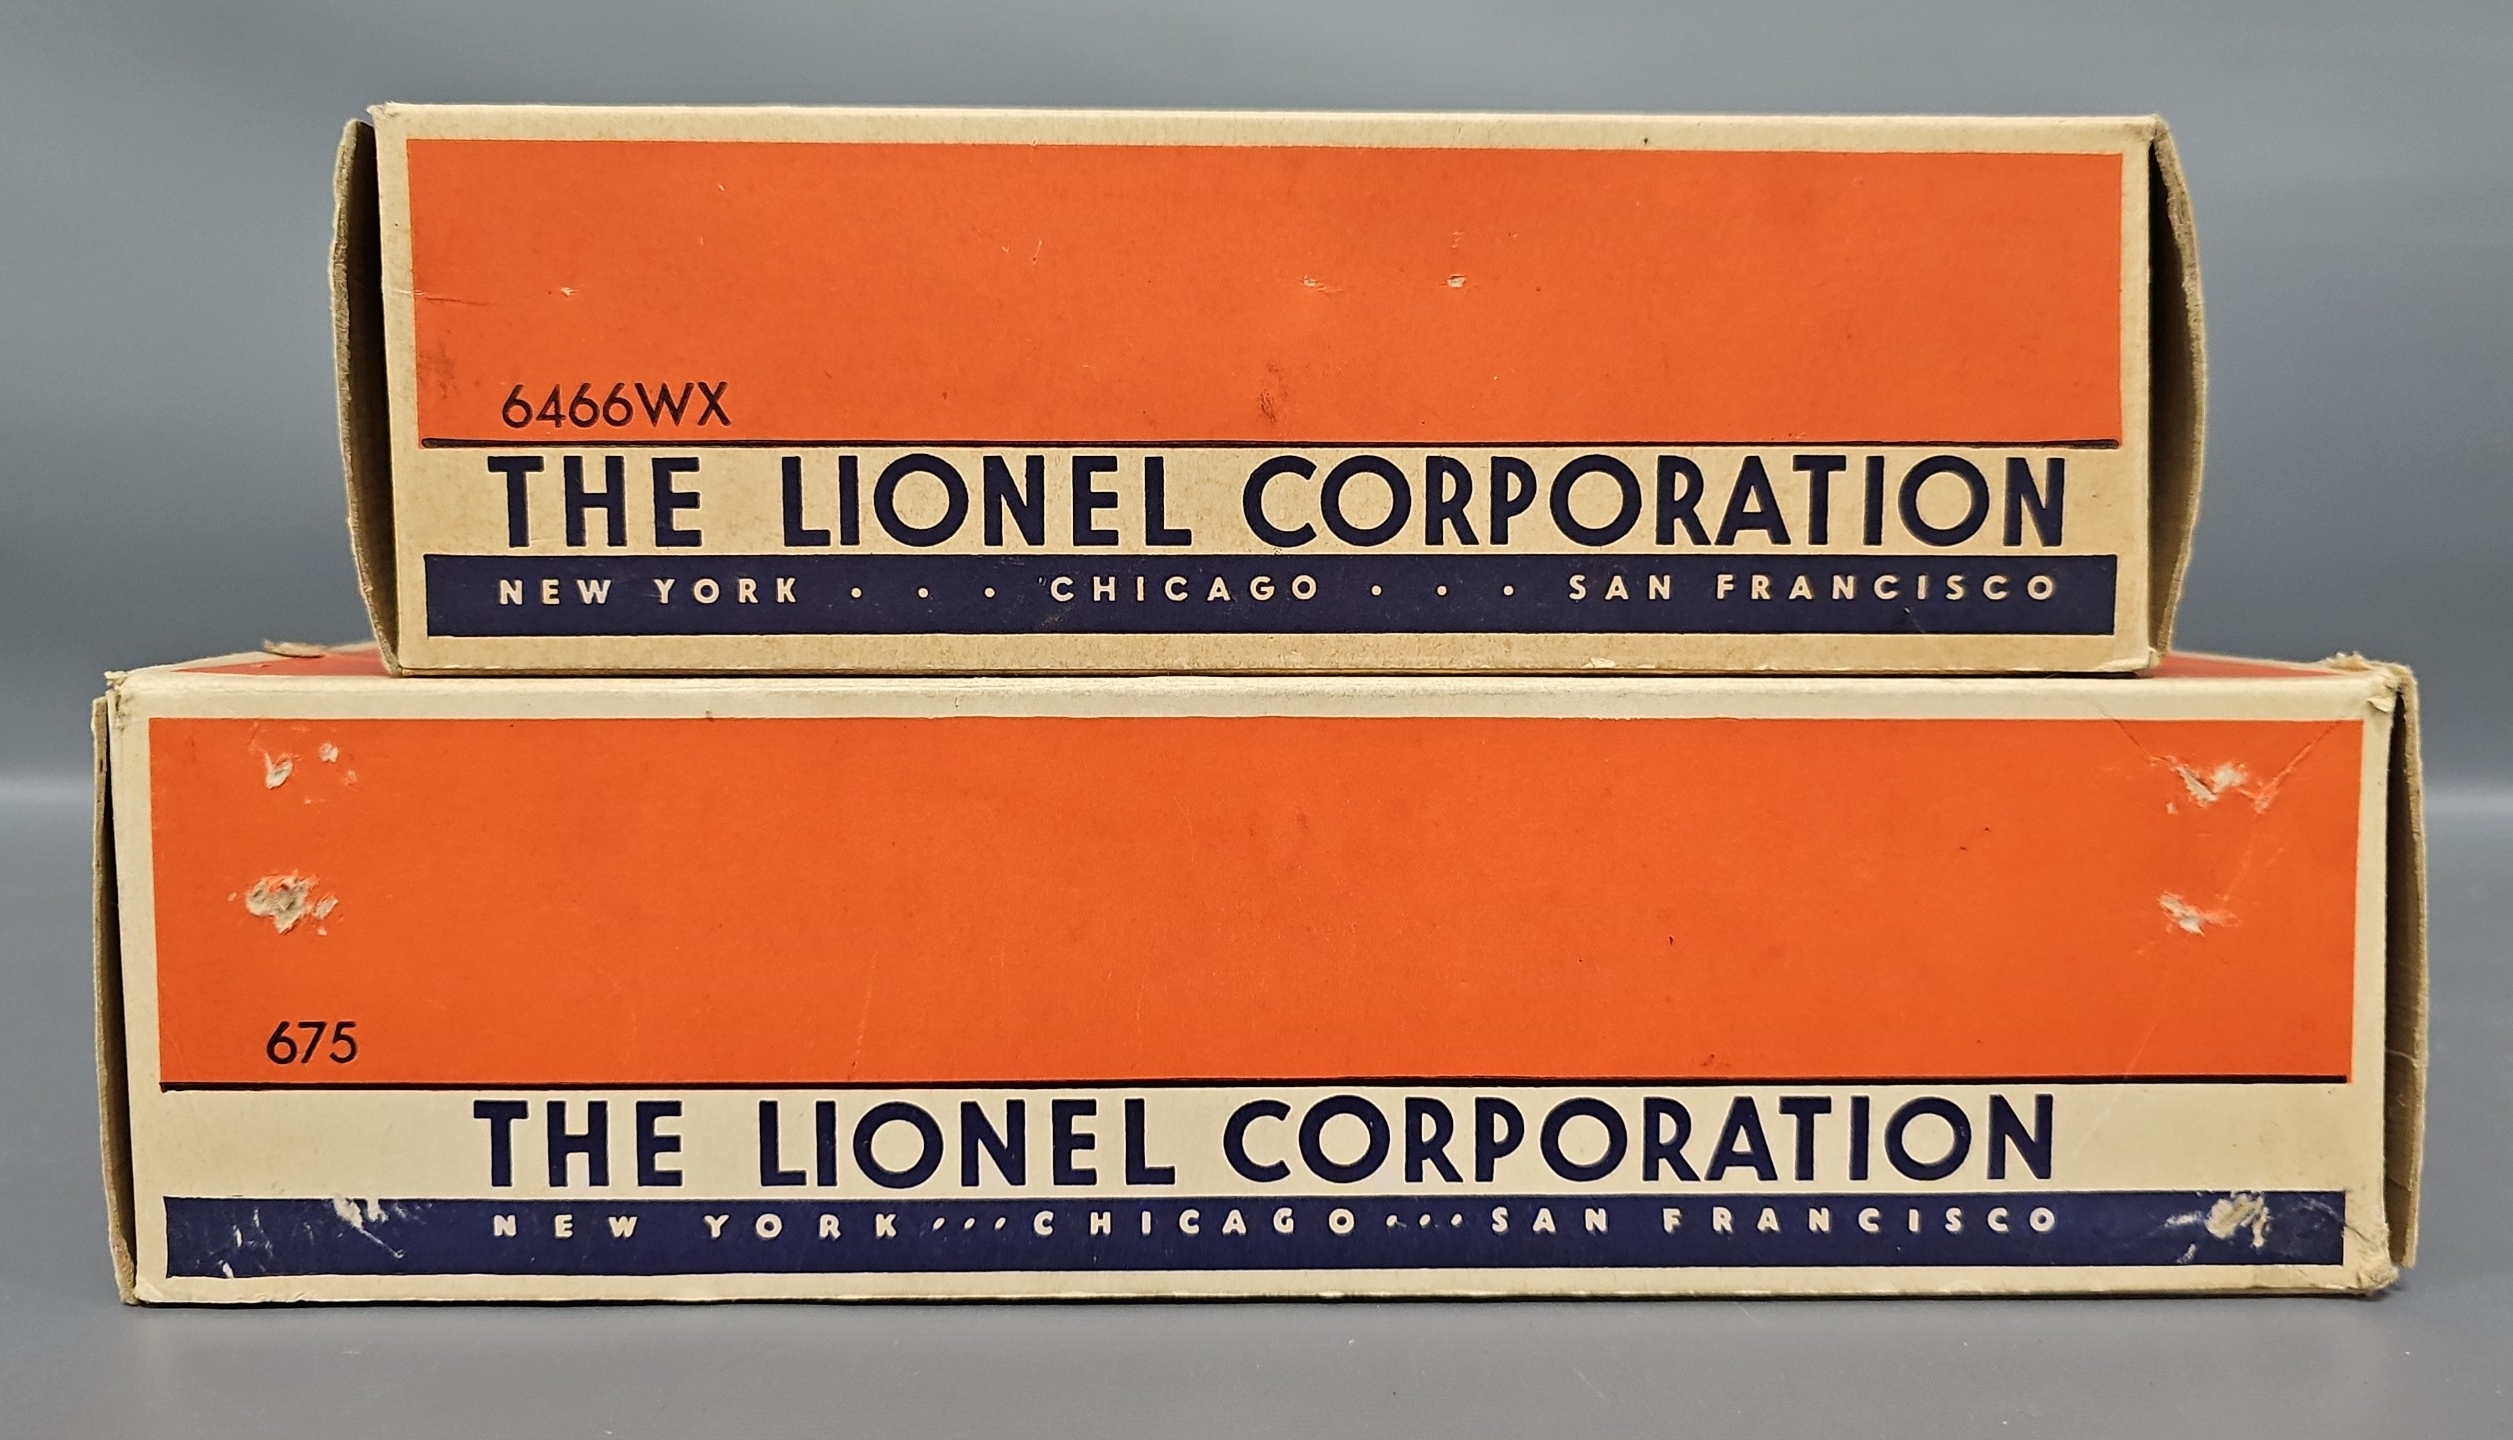 6466WX
THE LIONEL CORPORATION
NEW YORK . . . CHICAGO . . . SAN FRANCISCO
675
THE LIONEL CORPORATION
NEW YORK . . . CHICAGO . . . SAN FRANCISCO